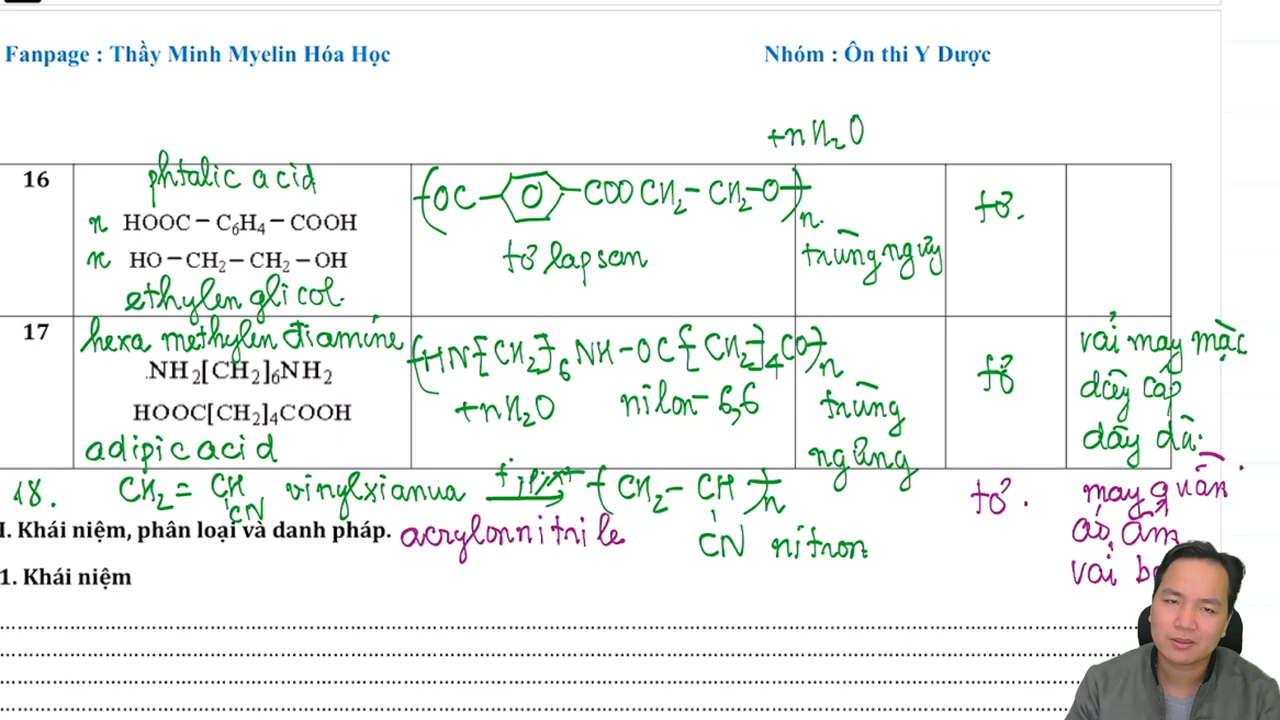 Fanpage : Thầy Minh Myelin Hóa Học
Nhóm : Ôn thi Y Dược
+nH₂O
16
phtalic acid
n HOOC – C₆H₄ – COOH
n HO – CH₂ – CH₂ – OH
ethylen glicol.
(OC – O – COO CH₂ – CH₂ – O)n
tơ lapsan
trùng ngưng
tơ.
17
hexa methylen điamine
NH₂[CH₂]₆NH₂
HOOC[CH₂]₄COOH
adipic acid
(HN[CH₂]₆NH – OC[CH₂]₄CO)n
+nH₂O nilon–6,6
trùng
ngưng
tơ
vải may mặc
dây cáp
dây dù.
18. CH₂ = CH vinylxianua (CH₂ – CH)n
CN
tơ.
may quần
áo ấm
vải
I. Khái niệm, phân loại và danh pháp.
acrylonnitrile
CN nitron
1. Khái niệm